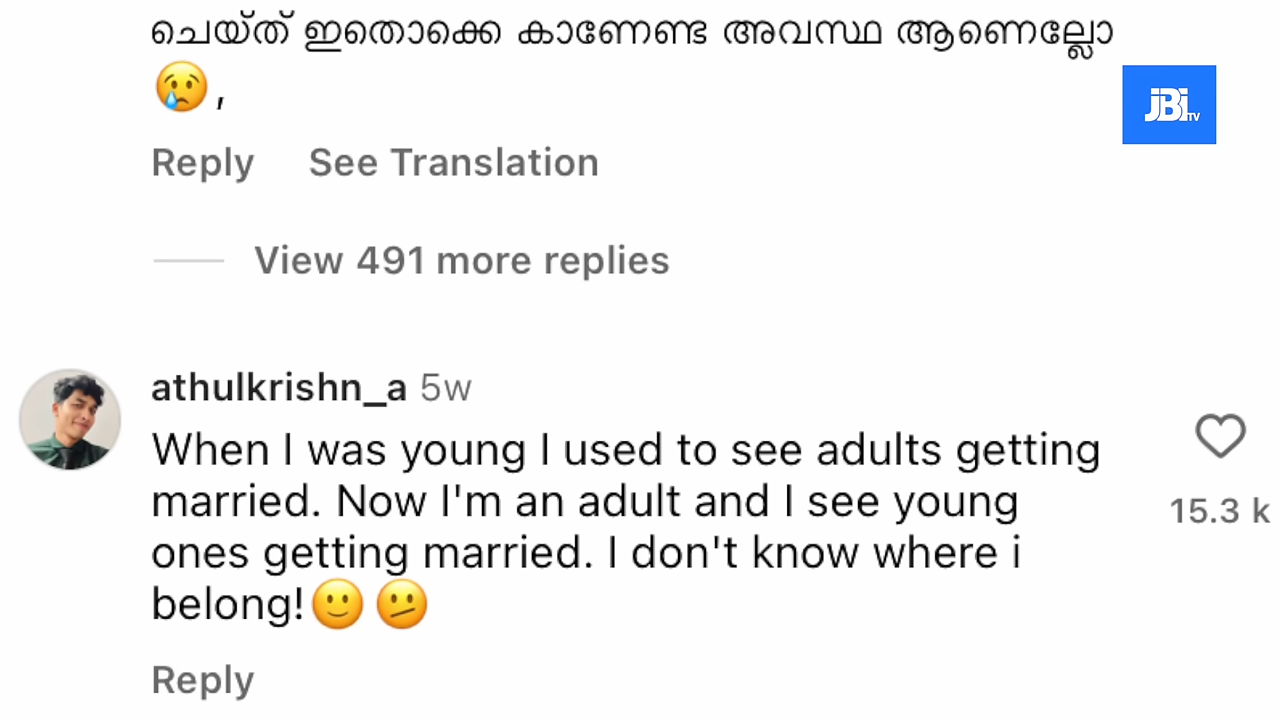 ചെയ്ത് ഇതൊക്കെ കാണേണ്ട അവസ്ഥ ആണെല്ലോ
😢,
JBI TV
Reply See Translation
View 491 more replies
athulkrishn_a 5w
When I was young I used to see adults getting
married. Now I'm an adult and I see young
ones getting married. I don't know where i
belong!🙂🫤
15.3 k
Reply